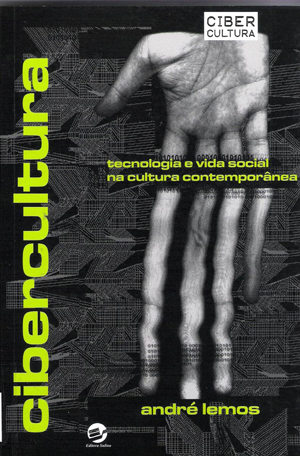 CIBER
CULTURA
cibercultura
tecnologia e vida social
na cultura contemporânea
andré lemos
Editora Sulina